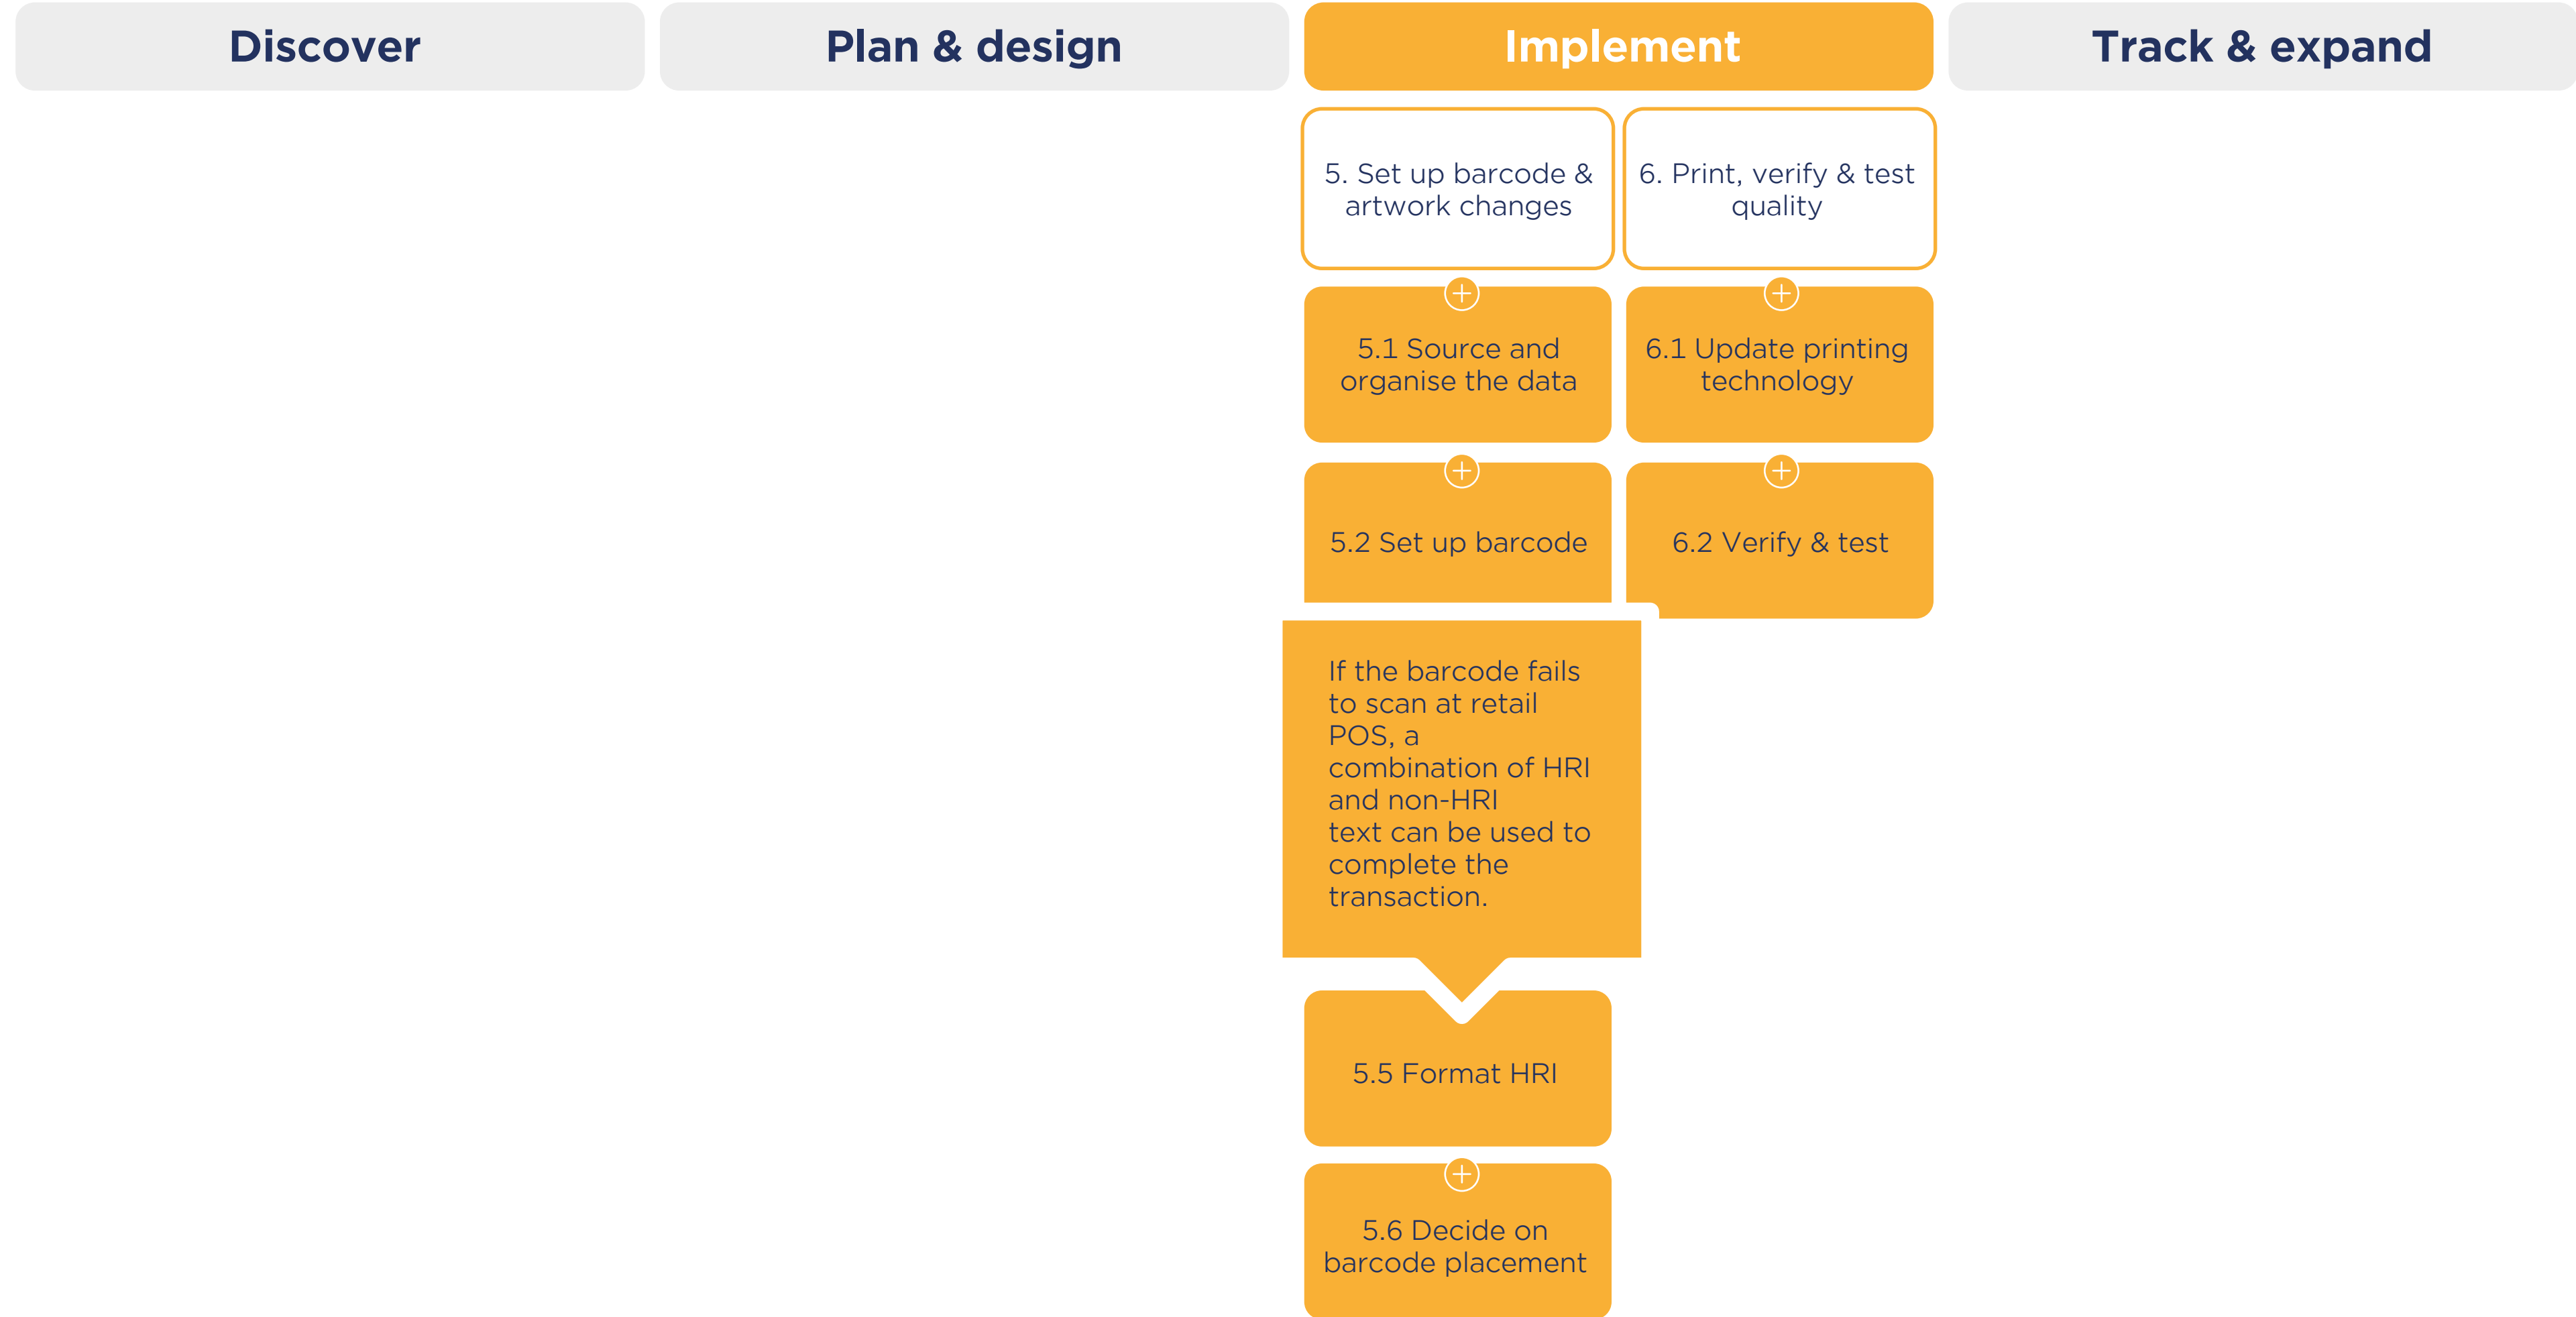 Discover
Plan & design
Implement
Track & expand
5. Set up barcode &
artwork changes
6. Print, verify & test
quality
5.1 Source and
organise the data
6.1 Update printing
technology
5.2 Set up barcode
6.2 Verify & test
If the barcode fails
to scan at retail
POS, a
combination of HRI
and non-HRI
text can be used to
complete the
transaction.
5.5 Format HRI
5.6 Decide on
barcode placement